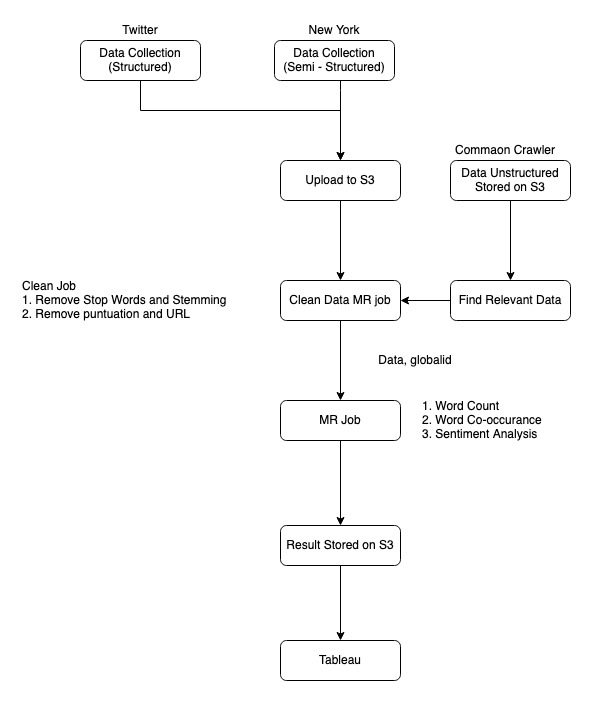 Twitter
New York
Data Collection
(Structured)
Data Collection
(Semi - Structured)
Commaon Crawler
Upload to S3
Data Unstructured
Stored on S3
Clean Job
1. Remove Stop Words and Stemming
2. Remove puntuation and URL
Clean Data MR job
Find Relevant Data
Data, globalid
MR Job
1. Word Count
2. Word Co-occurance
3. Sentiment Analysis
Result Stored on S3
Tableau